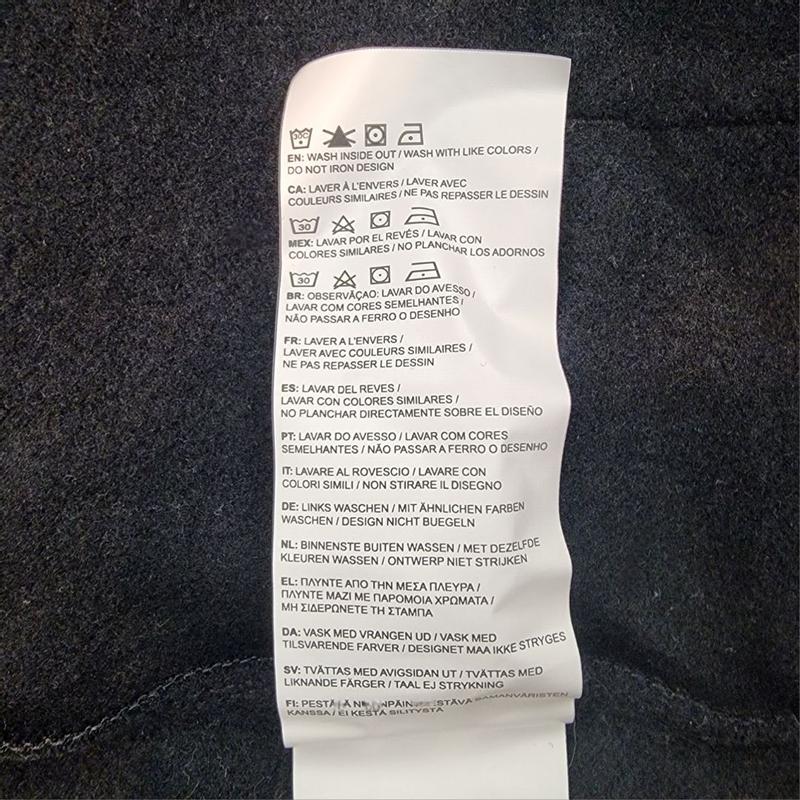 30C
EN: WASH INSIDE OUT / WASH WITH LIKE COLORS /
DO NOT IRON DESIGN
CA: LAVER À L'ENVERS / LAVER AVEC
COULEURS SIMILAIRES / NE PAS REPASSER LE DESSIN
30
MEX: LAVAR POR EL REVÉS / LAVAR CON
COLORES SIMILARES / NO PLANCHAR LOS ADORNOS
30
BR: OBSERVAÇAO: LAVAR DO AVESSO /
LAVAR COM CORES SEMELHANTES /
NÃO PASSAR A FERRO O DESENHO
FR: LAVER A L'ENVERS /
LAVER AVEC COULEURS SIMILAIRES /
NE PAS REPASSER LE DESSIN
ES: LAVAR DEL REVES /
LAVAR CON COLORES SIMILARES /
NO PLANCHAR DIRECTAMENTE SOBRE EL DISEÑO
PT: LAVAR DO AVESSO / LAVAR COM CORES
SEMELHANTES / NÃO PASSAR A FERRO O DESENHO
IT: LAVARE AL ROVESCIO / LAVARE CON
COLORI SIMILI / NON STIRARE IL DISEGNO
DE: LINKS WASCHEN / MIT ÄHNLICHEN FARBEN
WASCHEN / DESIGN NICHT BUEGELN
NL: BINNENSTE BUITEN WASSEN / MET DEZELFDE
KLEUREN WASSEN / ONTWERP NIET STRIJKEN
EL: ΠΛΥΝΤΕ ΑΠΟ ΤΗΝ ΜΕΣΑ ΠΛΕΥΡΑ /
ΠΛΥΝΤΕ ΜΑΖΙ ΜΕ ΠΑΡΟΜΟΙΑ ΧΡΩΜΑΤΑ /
ΜΗ ΣΙΔΕΡΩΝΕΤΕ ΤΗ ΣΤΑΜΠΑ
DA: VASK MED VRANGEN UD / VASK MED
TILSVARENDE FARVER / DESIGNET MAA IKKE STRYGES
SV: TVÄTTAS MED AVIGSIDAN UT / TVÄTTAS MED
LIKNANDE FÄRGER / TAAL EJ STRYKNING
FI: SAMANVÄRISTEN
KANSSA / EI KESTÄ SILITYSTÄ